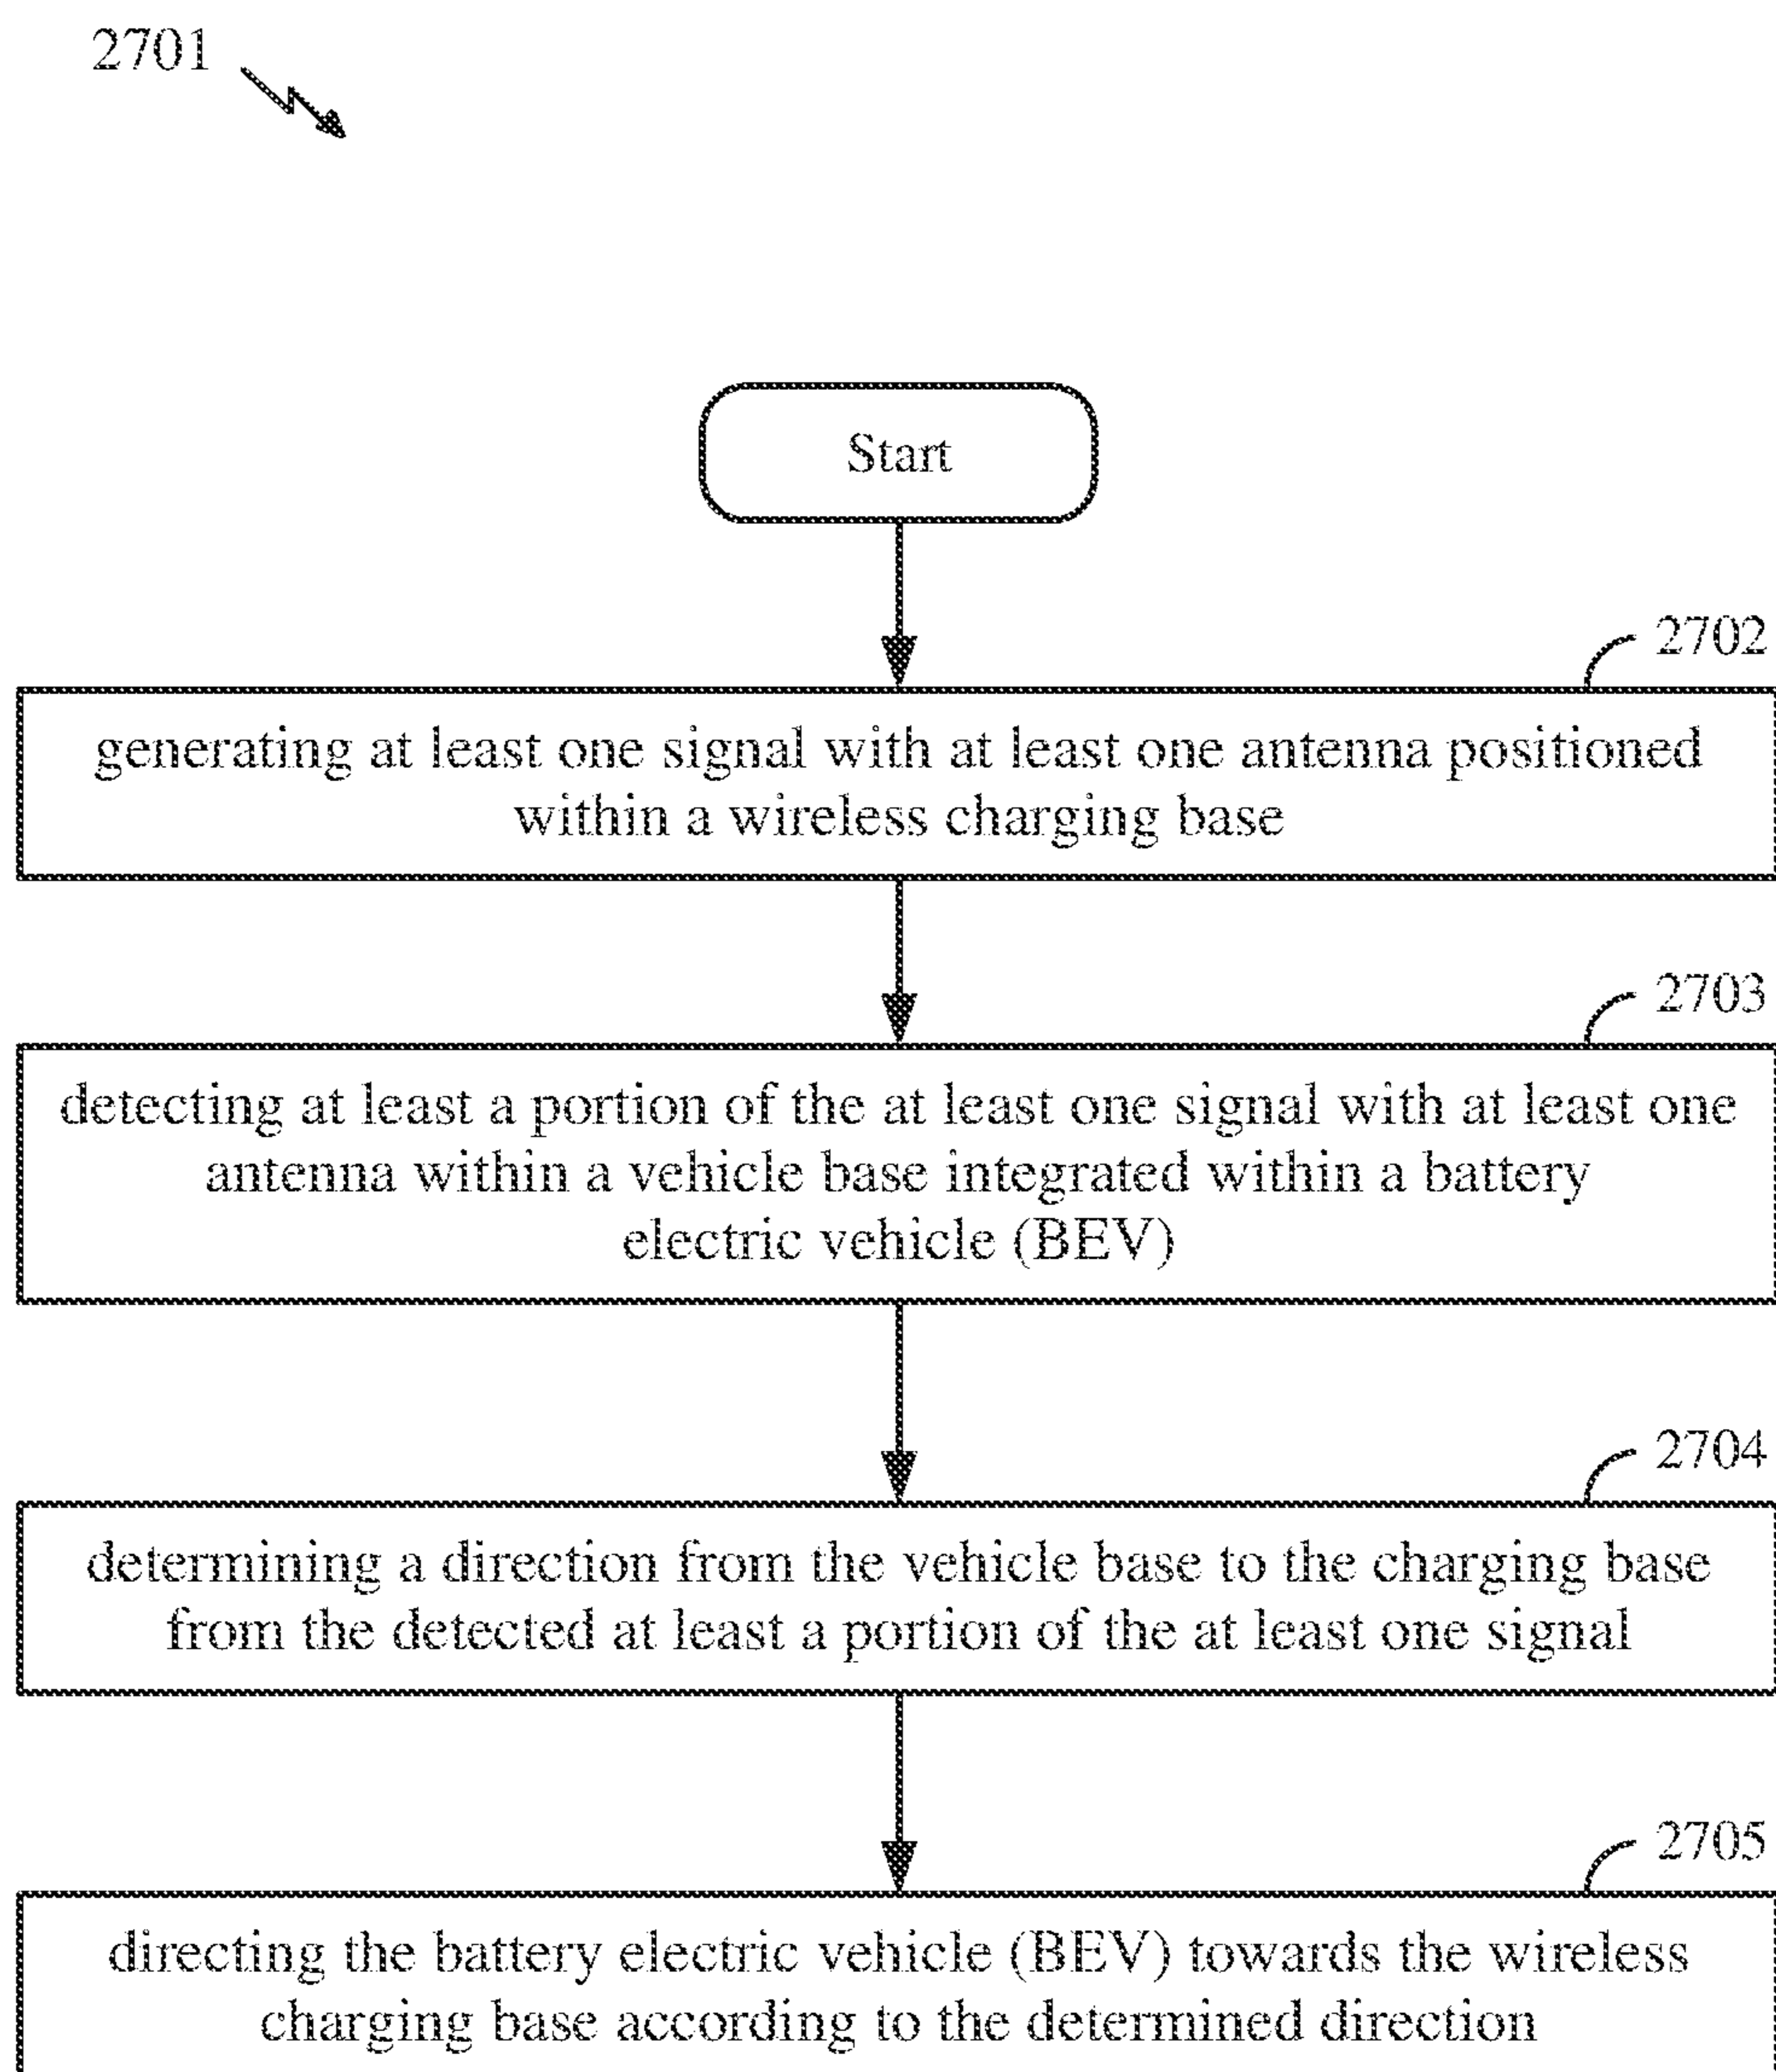 2701
Start
2702
generating at least one signal with at least one antenna positioned
within a wireless charging base
2703
detecting at least a portion of the at least one signal with at least one
antenna within a vehicle base integrated within a battery
electric vehicle (BEV)
2704
determining a direction from the vehicle base to the charging base
from the detected at least a portion of the at least one signal
2705
directing the battery electric vehicle (BEV) towards the wireless
charging base according to the determined direction